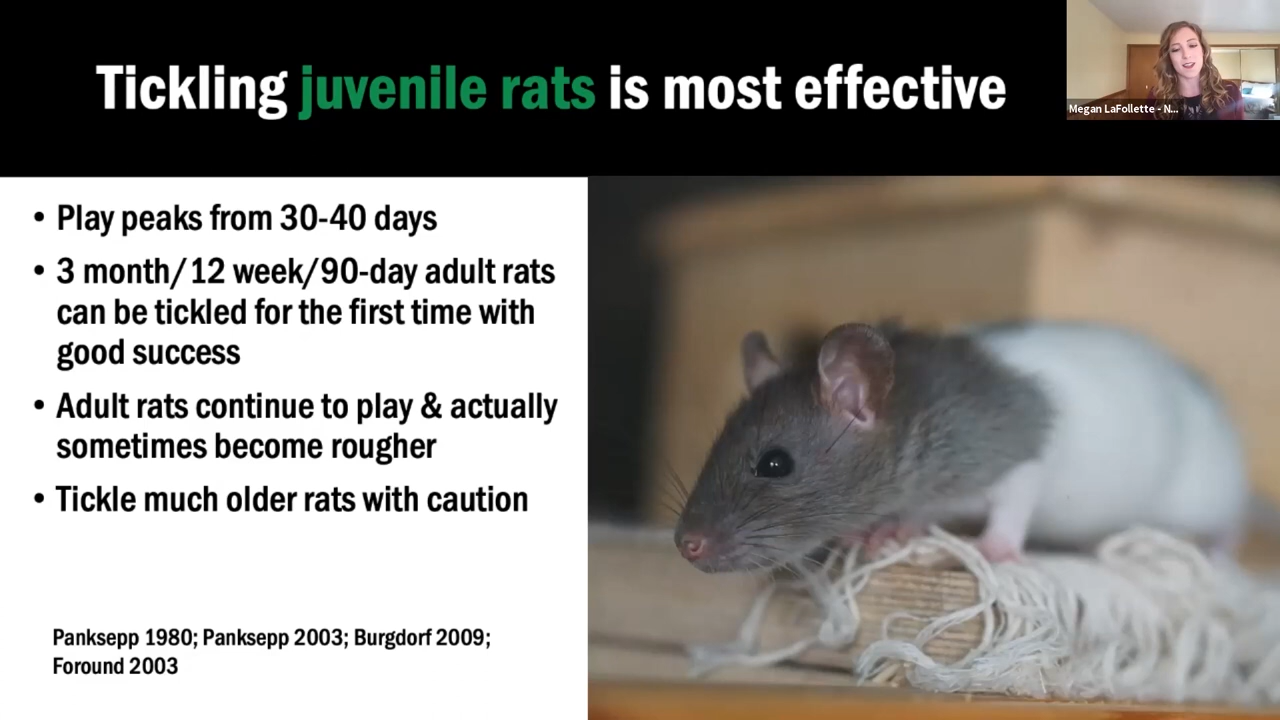 Tickling juvenile rats is most effective
Megan LaFollette - N...
• Play peaks from 30-40 days
• 3 month/12 week/90-day adult rats
can be tickled for the first time with
good success
• Adult rats continue to play & actually
sometimes become rougher
• Tickle much older rats with caution
Panksepp 1980; Panksepp 2003; Burgdorf 2009;
Foround 2003